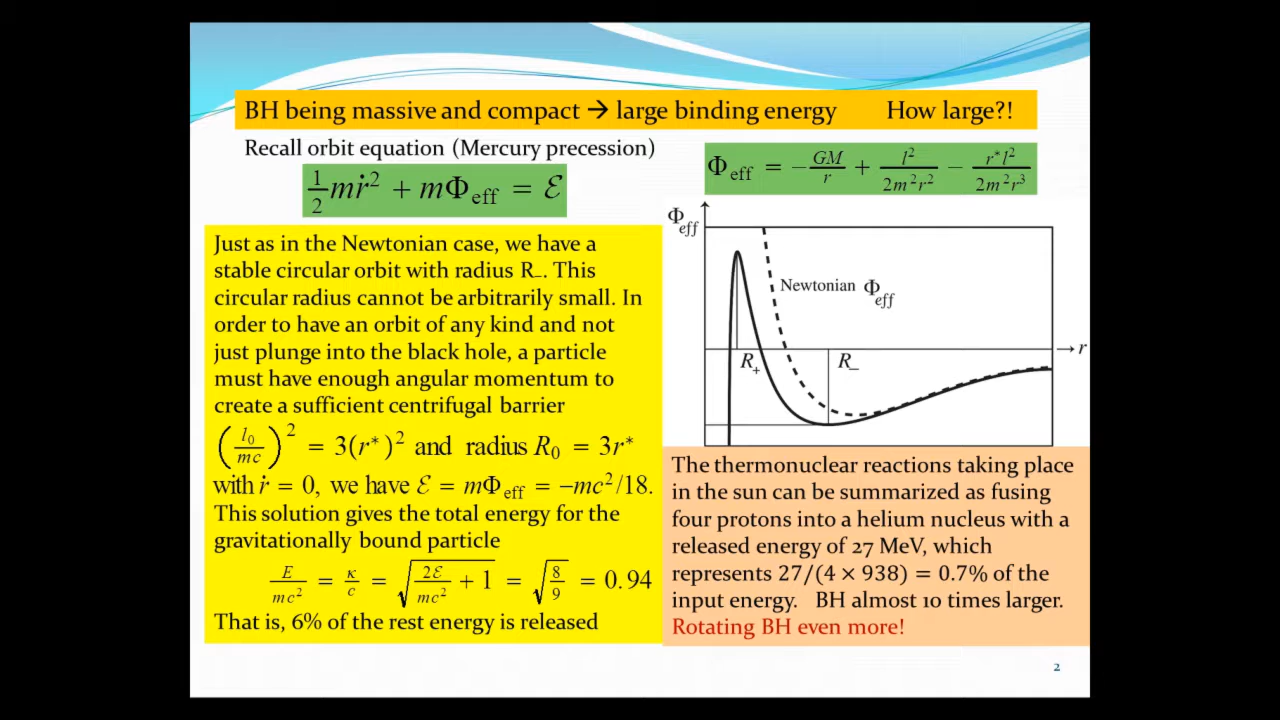 BH being massive and compact → large binding energy How large?!
Recall orbit equation (Mercury precession)
1/2 mṙ² + mΦ_eff = ℰ
Φ_eff = − GM/r + l²/2m²r² − r*l²/2m²r³
Just as in the Newtonian case, we have a
stable circular orbit with radius R₋. This
circular radius cannot be arbitrarily small. In
order to have an orbit of any kind and not
just plunge into the black hole, a particle
must have enough angular momentum to
create a sufficient centrifugal barrier
(l₀/mc)² = 3(r*)² and radius R₀ = 3r*
with ṙ = 0, we have ℰ = mΦ_eff = −mc²/18.
This solution gives the total energy for the
gravitationally bound particle
E/mc² = κ/c = √(2ℰ/mc² + 1) = √(8/9) = 0.94
That is, 6% of the rest energy is released
Φ_eff
Newtonian Φ_eff
r
R₊
R₋
The thermonuclear reactions taking place
in the sun can be summarized as fusing
four protons into a helium nucleus with a
released energy of 27 MeV, which
represents 27/(4 × 938) = 0.7% of the
input energy. BH almost 10 times larger.
Rotating BH even more!
2